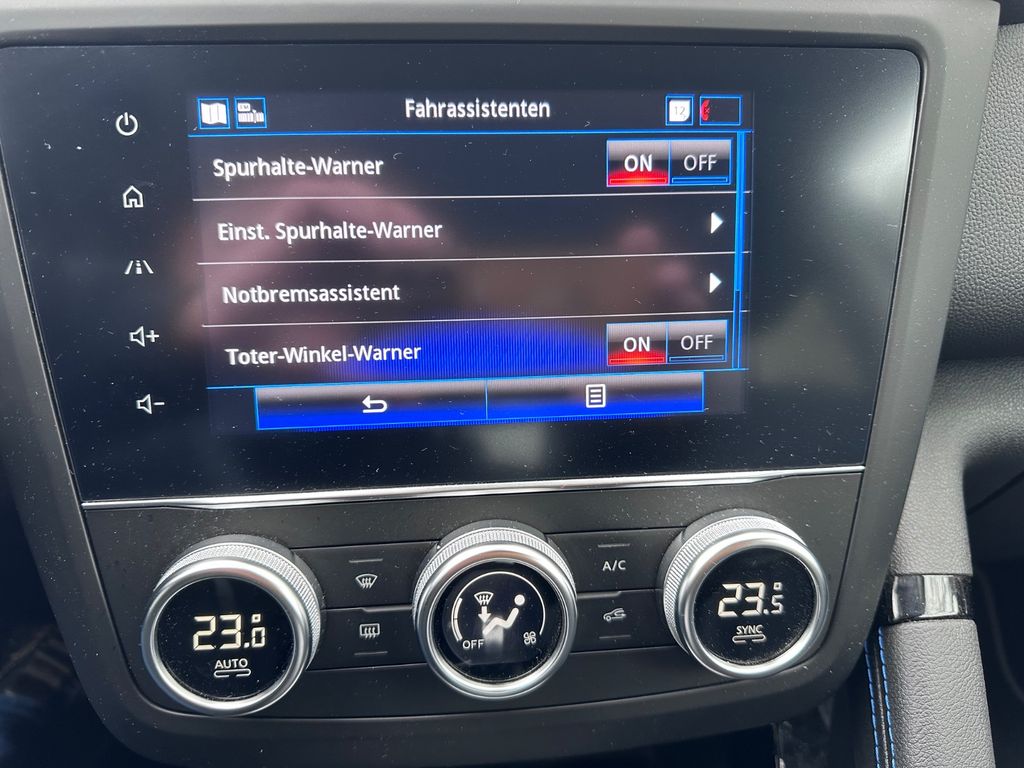 Fahrassistenten
12
Spurhalte-Warner ON OFF
Einst. Spurhalte-Warner
Notbremsassistent
Toter-Winkel-Warner ON OFF
A/C
23.0
AUTO
OFF
23.5
SYNC